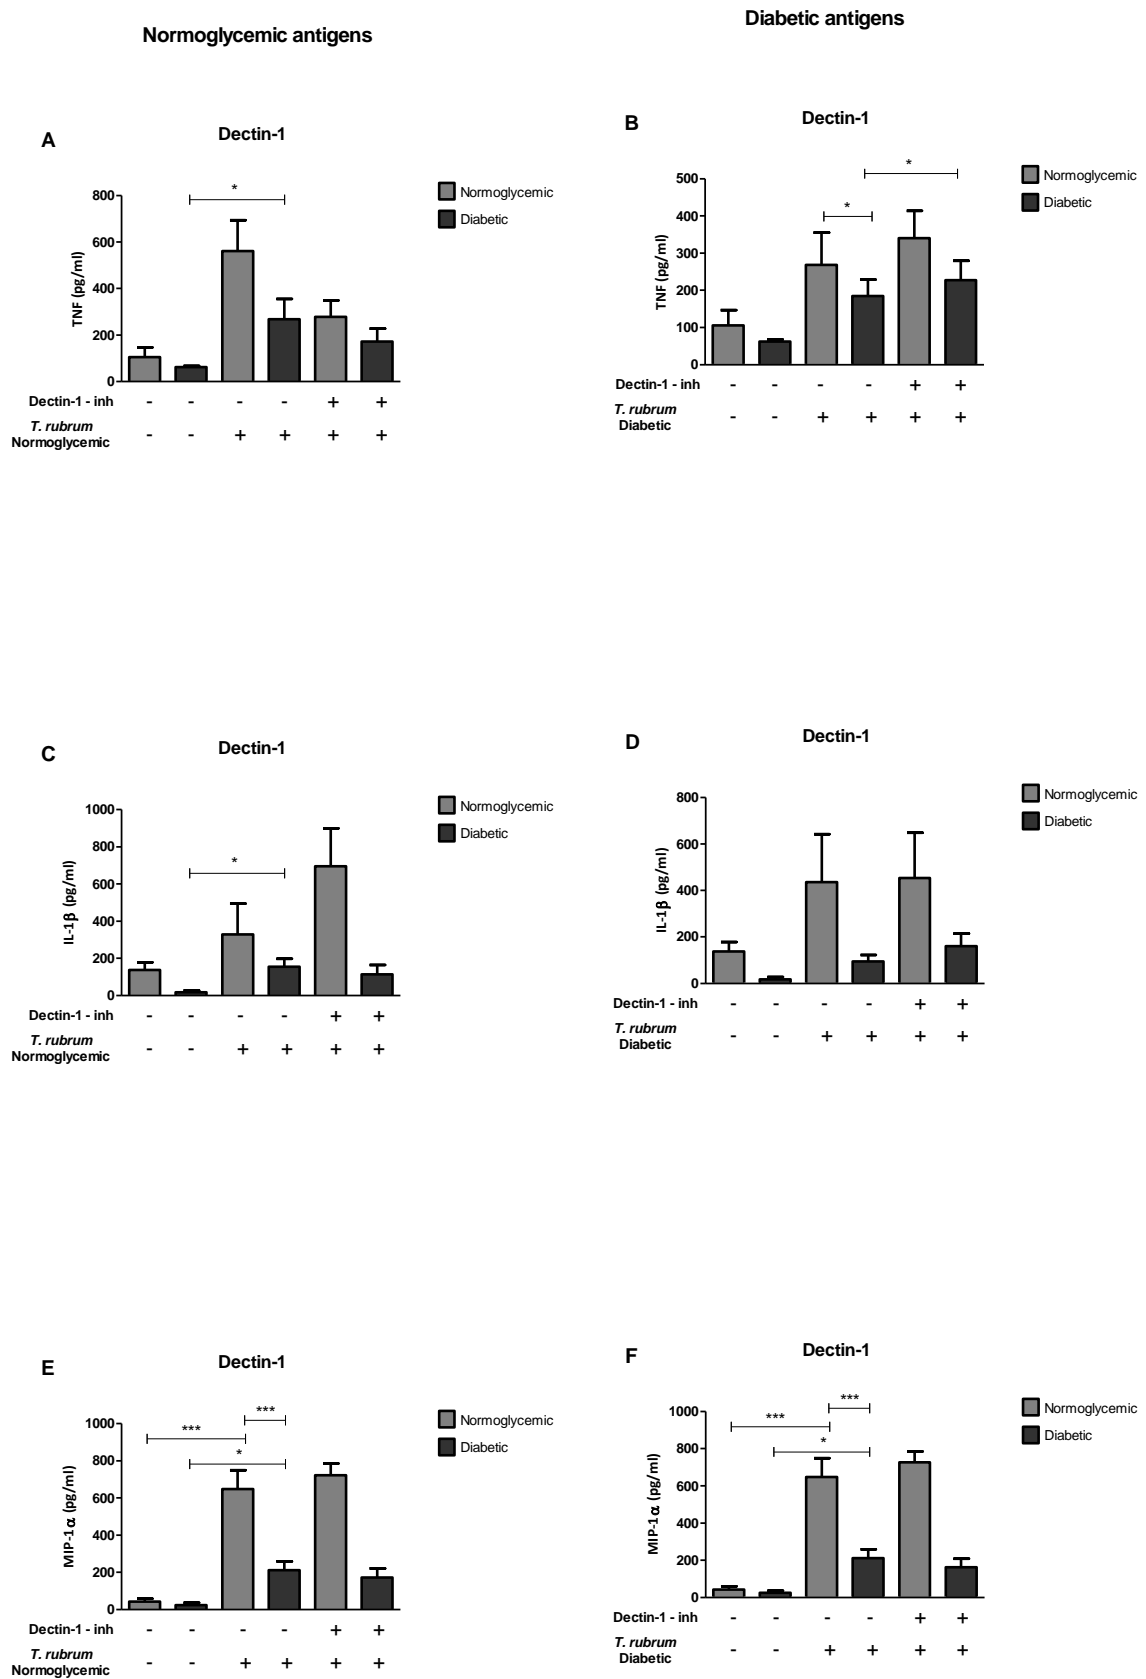 Normoglycemic antigens
Diabetic antigens
A
Dectin-1
*
Normoglycemic
Diabetic
TNF (pg/ml)
800
600
400
200
0
Dectin-1 - inh - - - - + +
T. rubrum
Normoglycemic - - + + + +
B
Dectin-1
*
*
Normoglycemic
Diabetic
TNF (pg/ml)
500
400
300
200
100
0
Dectin-1 - inh - - - - + +
T. rubrum
Diabetic - - + + + +
C
Dectin-1
*
Normoglycemic
Diabetic
IL-1β (pg/ml)
1000
800
600
400
200
0
Dectin-1 - inh - - - - + +
T. rubrum
Normoglycemic - - + + + +
D
Dectin-1
Normoglycemic
Diabetic
IL-1β (pg/ml)
800
600
400
200
0
Dectin-1 - inh - - - - + +
T. rubrum
Diabetic - - + + + +
E
Dectin-1
***
***
*
Normoglycemic
Diabetic
MIP-1α (pg/ml)
1000
800
600
400
200
0
Dectin-1 - inh - - - - + +
T. rubrum
Normoglycemic - - + + + +
F
Dectin-1
***
***
*
Normoglycemic
Diabetic
MIP-1α (pg/ml)
1000
800
600
400
200
0
Dectin-1 - inh - - - - + +
T. rubrum
Diabetic - - + + + +